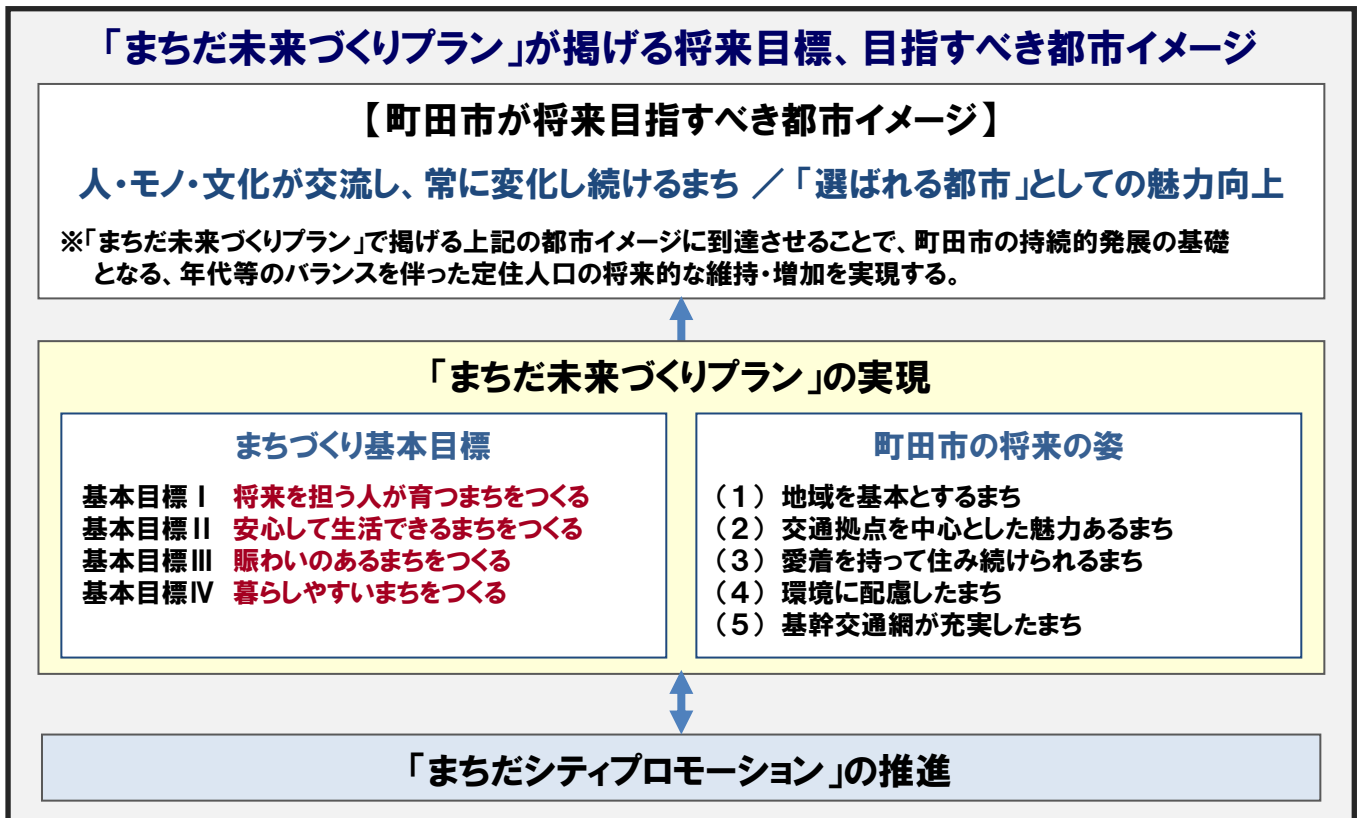 「まちだ未来づくりプラン」が掲げる将来目標、目指すべき都市イメージ
【町田市が将来目指すべき都市イメージ】
人・モノ・文化が交流し、常に変化し続けるまち ／「選ばれる都市」としての魅力向上
※「まちだ未来づくりプラン」で掲げる上記の都市イメージに到達させることで、町田市の持続的発展の基礎
となる、年代等のバランスを伴った定住人口の将来的な維持・増加を実現する。
「まちだ未来づくりプラン」の実現
まちづくり基本目標
基本目標Ⅰ 将来を担う人が育つまちをつくる
基本目標Ⅱ 安心して生活できるまちをつくる
基本目標Ⅲ 賑わいのあるまちをつくる
基本目標Ⅳ 暮らしやすいまちをつくる
町田市の将来の姿
（１） 地域を基本とするまち
（２） 交通拠点を中心とした魅力あるまち
（３） 愛着を持って住み続けられるまち
（４） 環境に配慮したまち
（５） 基幹交通網が充実したまち
「まちだシティプロモーション」の推進